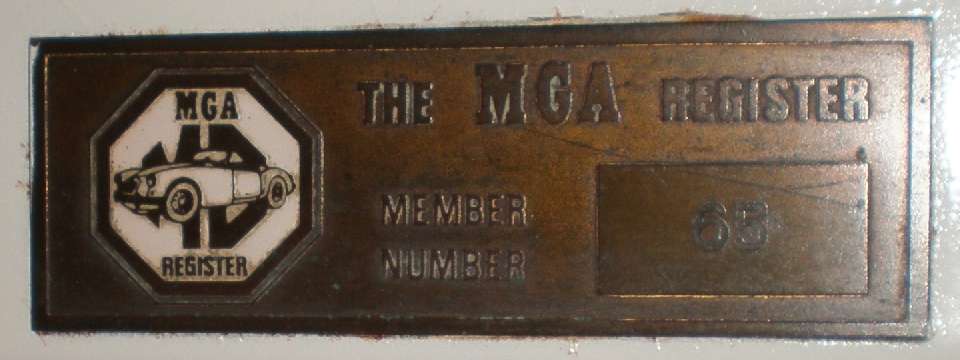 MGA
REGISTER
THE MGA REGISTER
MEMBER
NUMBER
65